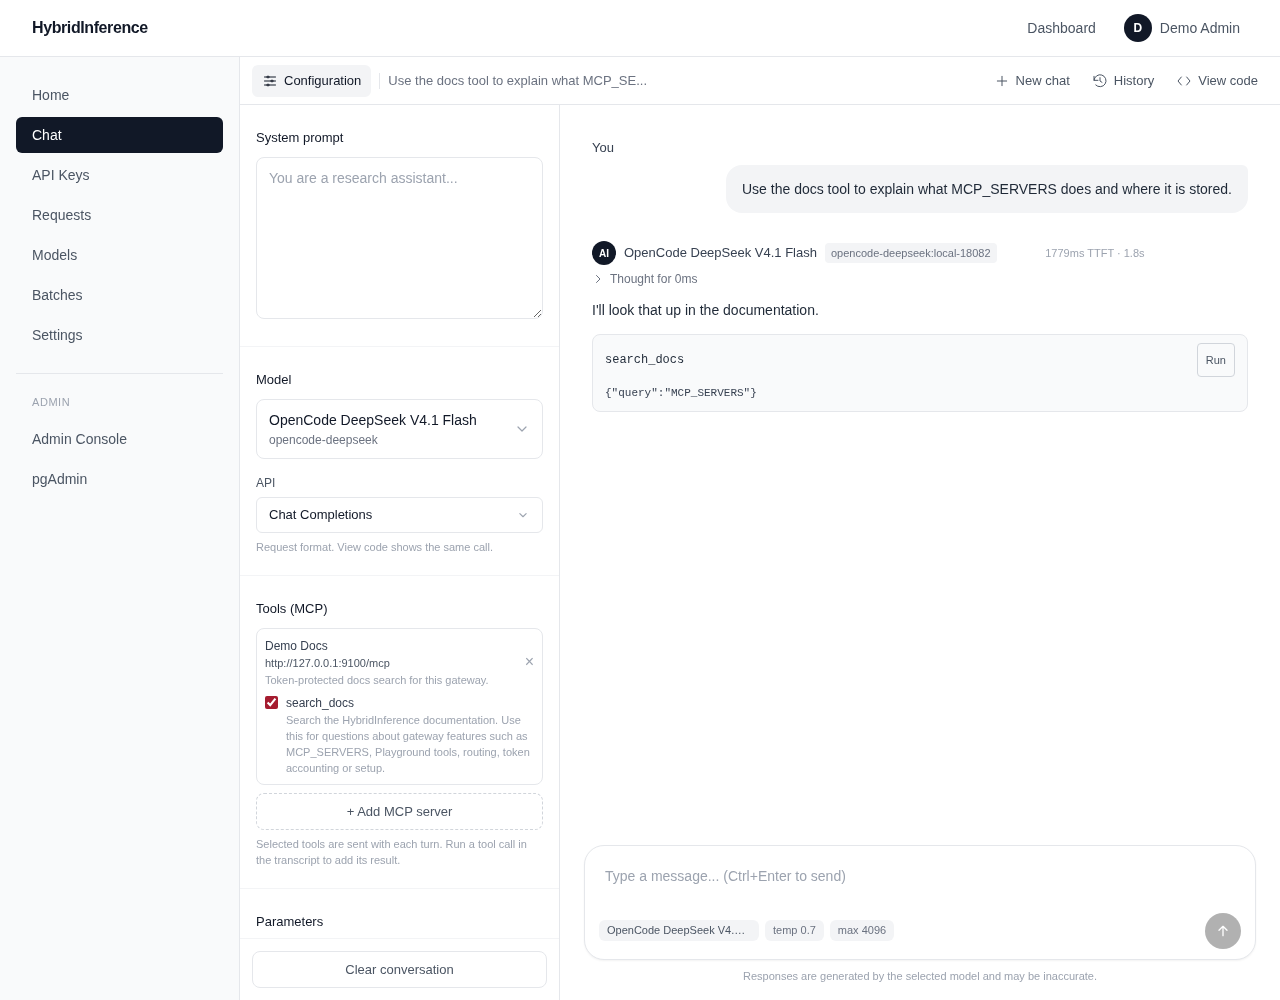 HybridInference
Dashboard
D
Demo Admin
Home
Chat
API Keys
Requests
Models
Batches
Settings
ADMIN
Admin Console
pgAdmin
Configuration
Use the docs tool to explain what MCP_SE...
New chat
History
View code
System prompt
You are a research assistant...
Model
OpenCode DeepSeek V4.1 Flash
opencode-deepseek
API
Chat Completions
Request format. View code shows the same call.
Tools (MCP)
Demo Docs
http://127.0.0.1:9100/mcp
×
Token-protected docs search for this gateway.
search_docs
Search the HybridInference documentation. Use
this for questions about gateway features such as
MCP_SERVERS, Playground tools, routing, token
accounting or setup.
+ Add MCP server
Selected tools are sent with each turn. Run a tool call in
the transcript to add its result.
Parameters
Clear conversation
You
Use the docs tool to explain what MCP_SERVERS does and where it is stored.
AI
OpenCode DeepSeek V4.1 Flash
opencode-deepseek:local-18082
1779ms TTFT · 1.8s
Thought for 0ms
I'll look that up in the documentation.
search_docs
Run
{"query":"MCP_SERVERS"}
Type a message... (Ctrl+Enter to send)
OpenCode DeepSeek V4....
temp 0.7
max 4096
Responses are generated by the selected model and may be inaccurate.